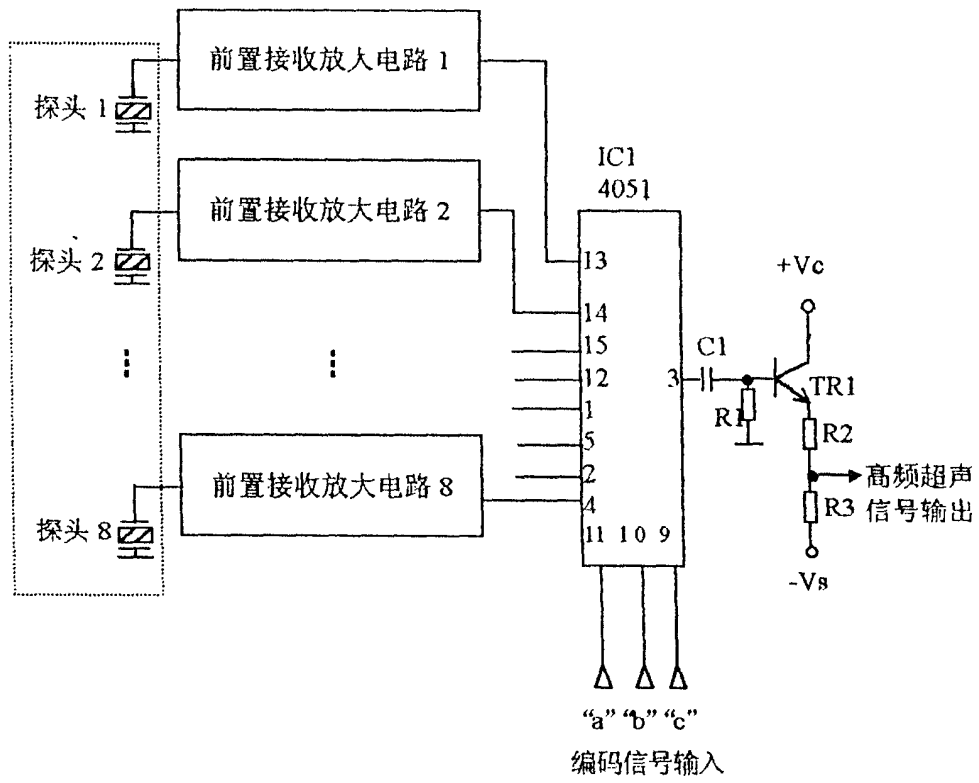 前置接收放大电路 1
探头 1
IC1
4051
前置接收放大电路 2
探头 2
13
+Vc
14
15
C1
12
3
TR1
1
R1
5
R2
2
前置接收放大电路 8
4
高频超声
信号输出
R3
探头 8
11 10 9
-Vs
“a” “b” “c”
编码信号输入